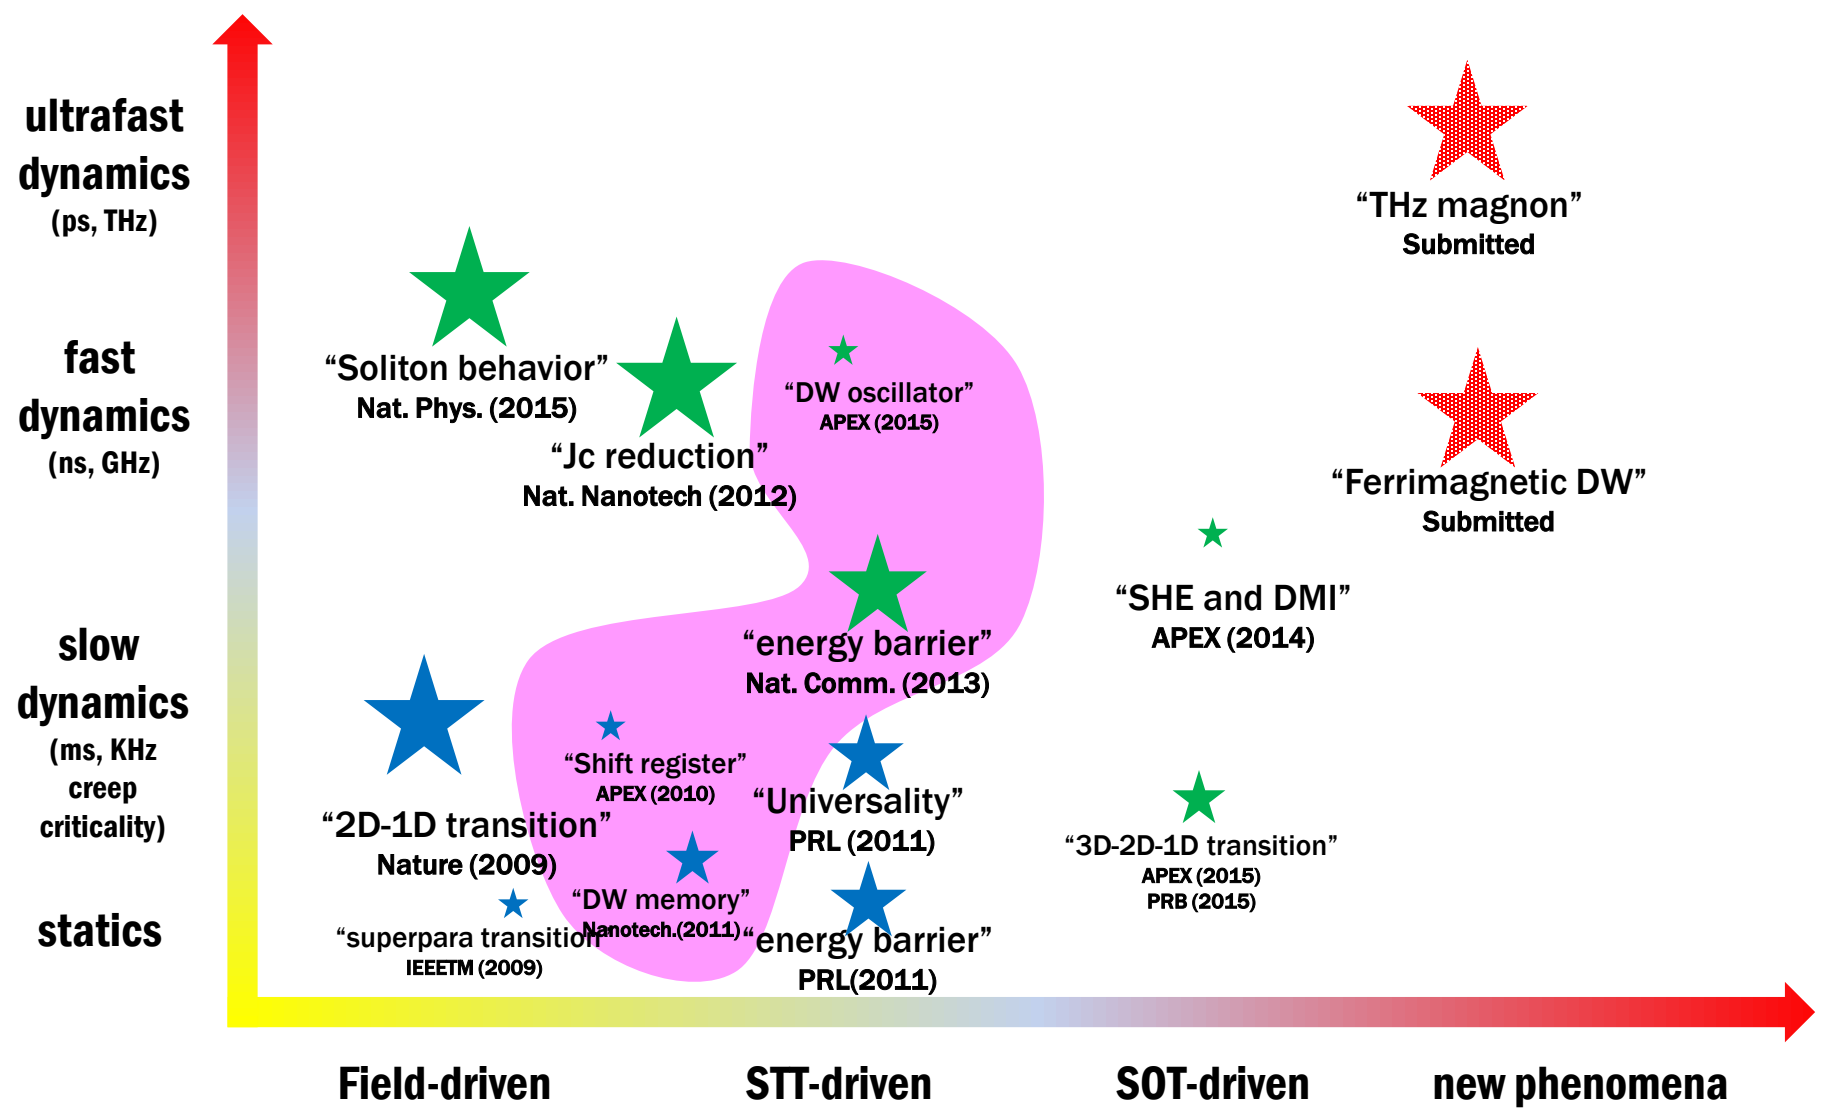 ultrafast
dynamics
(ps, THz)
fast
dynamics
(ns, GHz)
slow
dynamics
(ms, KHz
creep
criticality)
statics
“THz magnon”
Submitted
“Soliton behavior”
Nat. Phys. (2015)
“Jc reduction”
Nat. Nanotech (2012)
“DW oscillator”
APEX (2015)
“Ferrimagnetic DW”
Submitted
“SHE and DMI”
APEX (2014)
“energy barrier”
Nat. Comm. (2013)
“Shift register”
APEX (2010)
“2D-1D transition”
Nature (2009)
“Universality”
PRL (2011)
“3D-2D-1D transition”
APEX (2015)
PRB (2015)
“DW memory”
Nanotech.(2011)
“superpara transition”
IEEETM (2009)
“energy barrier”
PRL(2011)
Field-driven
STT-driven
SOT-driven
new phenomena